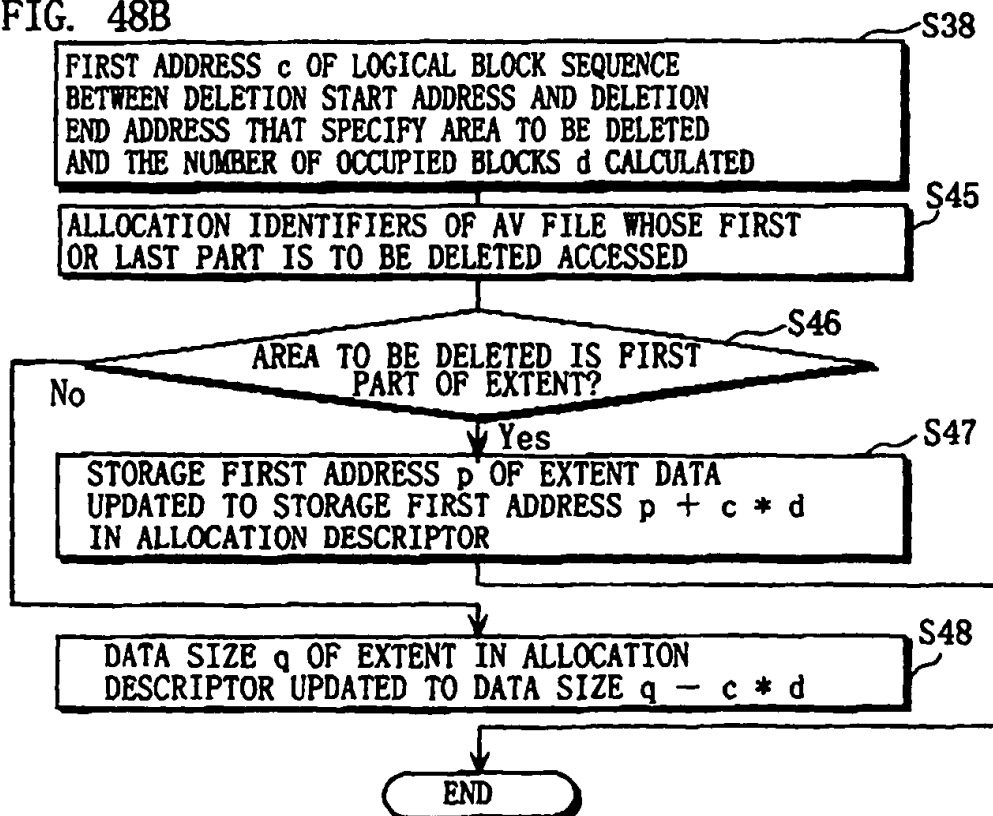 FIG. 48B
S38
FIRST ADDRESS c OF LOGICAL BLOCK SEQUENCE
BETWEEN DELETION START ADDRESS AND DELETION
END ADDRESS THAT SPECIFY AREA TO BE DELETED
AND THE NUMBER OF OCCUPIED BLOCKS d CALCULATED
S45
ALLOCATION IDENTIFIERS OF AV FILE WHOSE FIRST
OR LAST PART IS TO BE DELETED ACCESSED
S46
AREA TO BE DELETED IS FIRST
PART OF EXTENT?
No
Yes
S47
STORAGE FIRST ADDRESS p OF EXTENT DATA
UPDATED TO STORAGE FIRST ADDRESS p + c * d
IN ALLOCATION DESCRIPTOR
S48
DATA SIZE q OF EXTENT IN ALLOCATION
DESCRIPTOR UPDATED TO DATA SIZE q - c * d
END